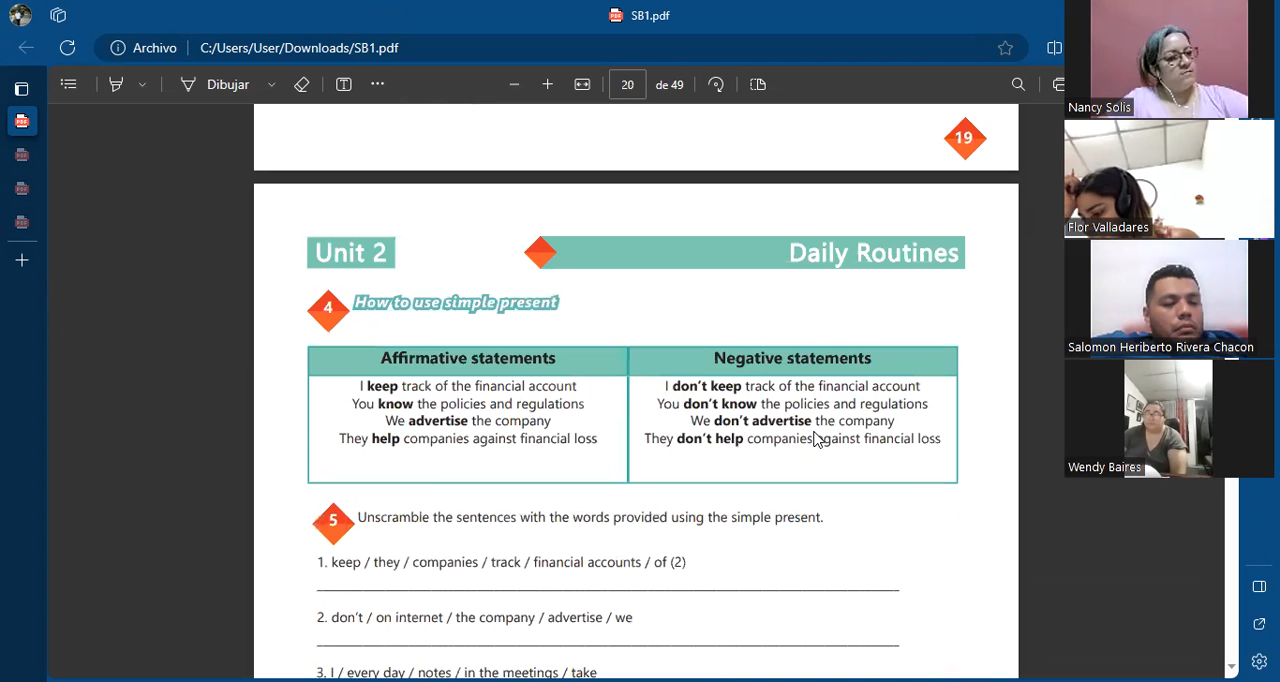 SB1.pdf
Archivo
C:/Users/User/Downloads/SB1.pdf
Dibujar
20
de 49
19
Unit 2
Daily Routines
4
How to use simple present
Affirmative statements
Negative statements
I keep track of the financial account
You know the policies and regulations
We advertise the company
They help companies against financial loss
I don't keep track of the financial account
You don't know the policies and regulations
We don't advertise the company
They don't help companies against financial loss
5
Unscramble the sentences with the words provided using the simple present.
1. keep / they / companies / track / financial accounts / of (2)
2. don't / on internet / the company / advertise / we
3. I / every day / notes / in the meetings / take
Nancy Solis
Flor Valladares
Salomon Heriberto Rivera Chacon
Wendy Baires